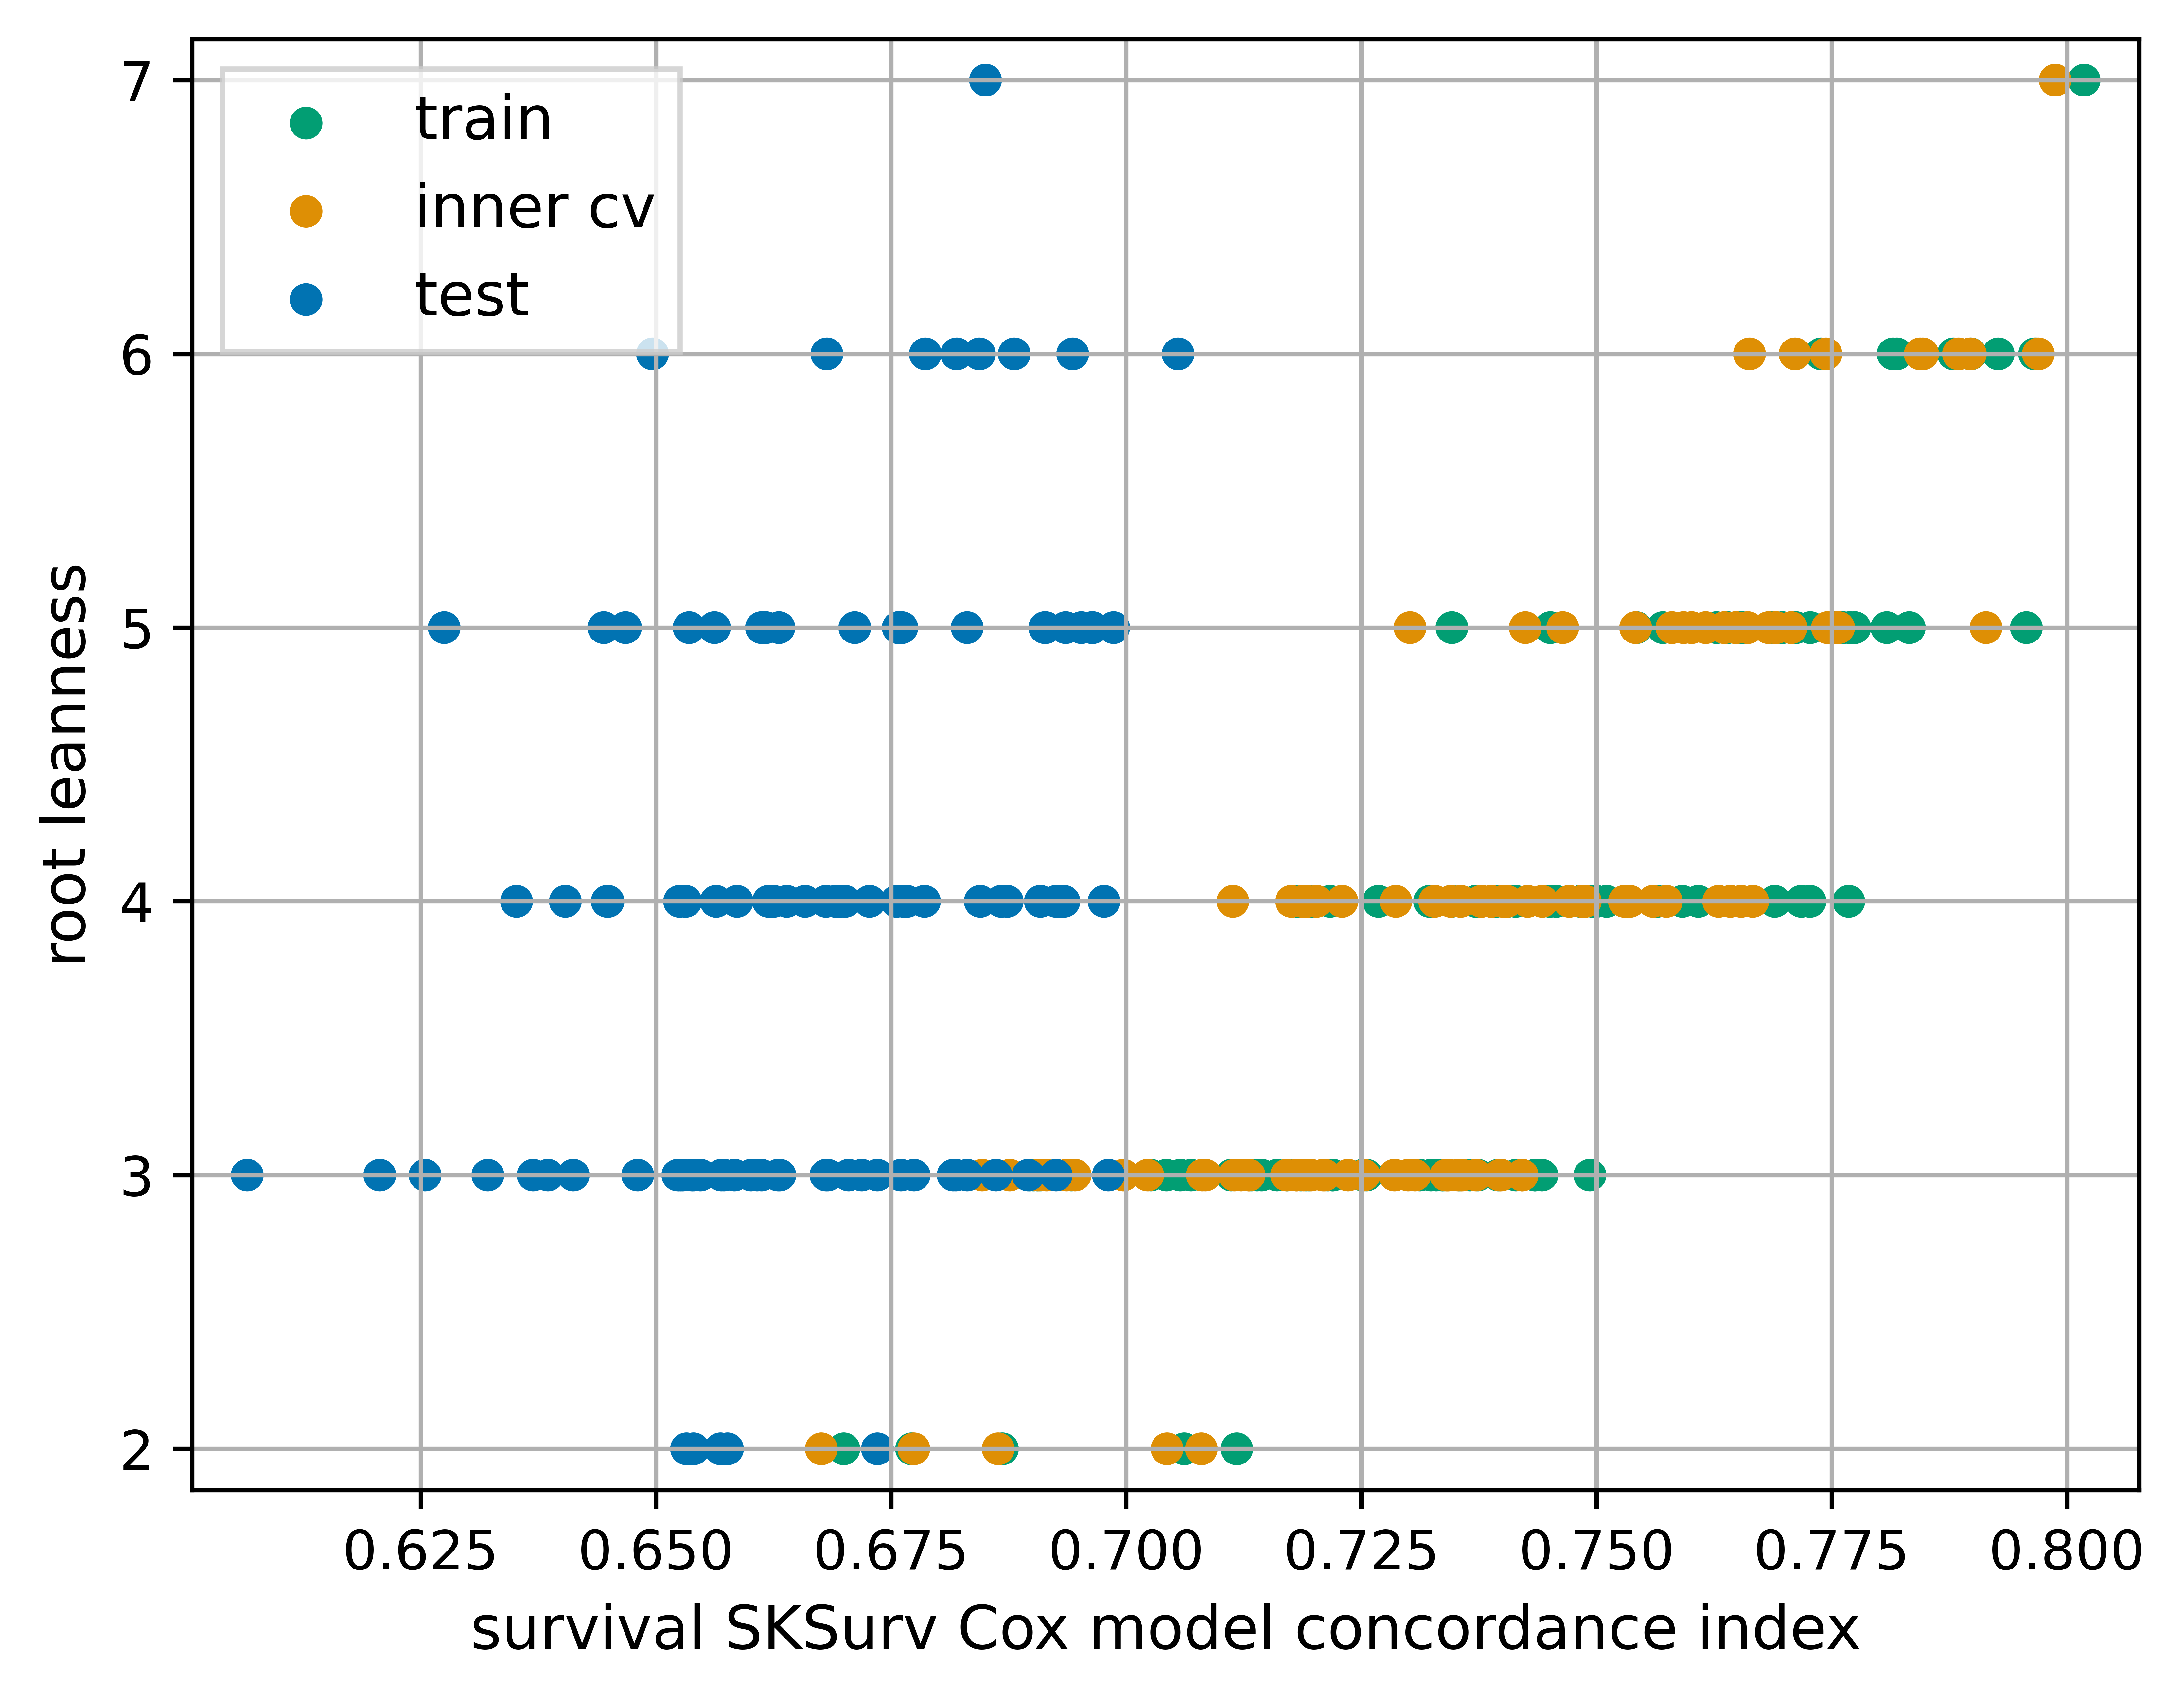 train
inner cv
test
7
6
5
4
3
2
root leanness
0.625 0.650 0.675 0.700 0.725 0.750 0.775 0.800
survival SKSurv Cox model concordance index